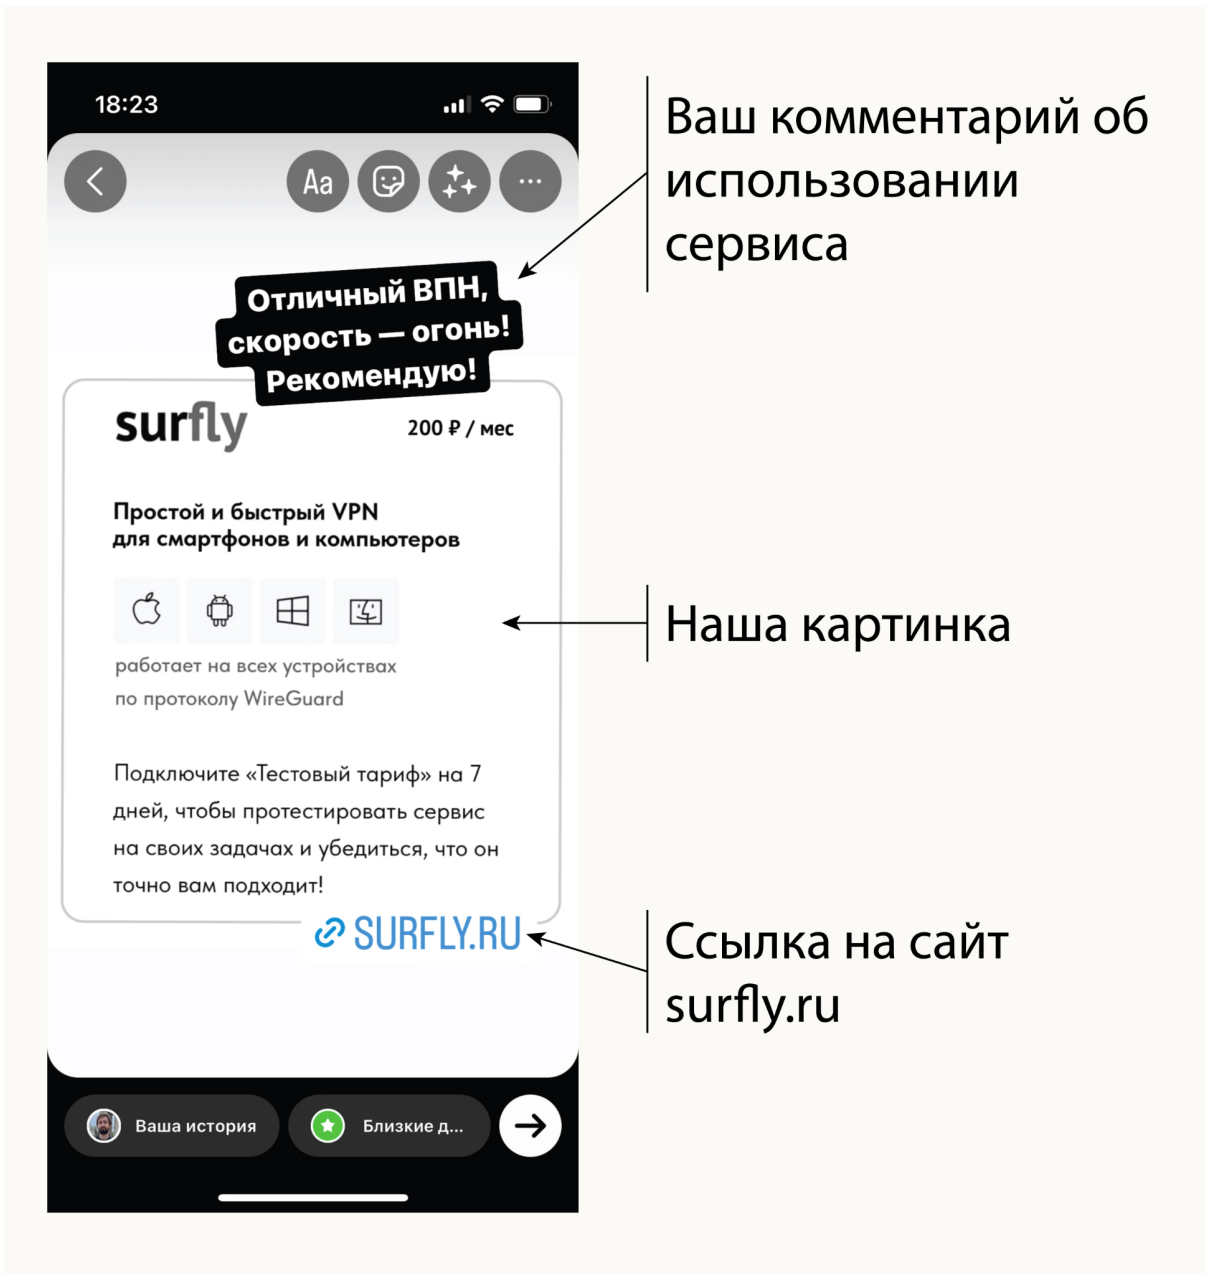 18:23
Aa
Отличный ВПН,
скорость — огонь!
Рекомендую!
surfly
200 ₽ / мес
Простой и быстрый VPN
для смартфонов и компьютеров
работает на всех устройствах
по протоколу WireGuard
Подключите «Тестовый тариф» на 7
дней, чтобы протестировать сервис
на своих задачах и убедиться, что он
точно вам подходит!
SURFLY.RU
Ваша история
Близкие д...
Ваш комментарий об
использовании
сервиса
Наша картинка
Ссылка на сайт
surfly.ru